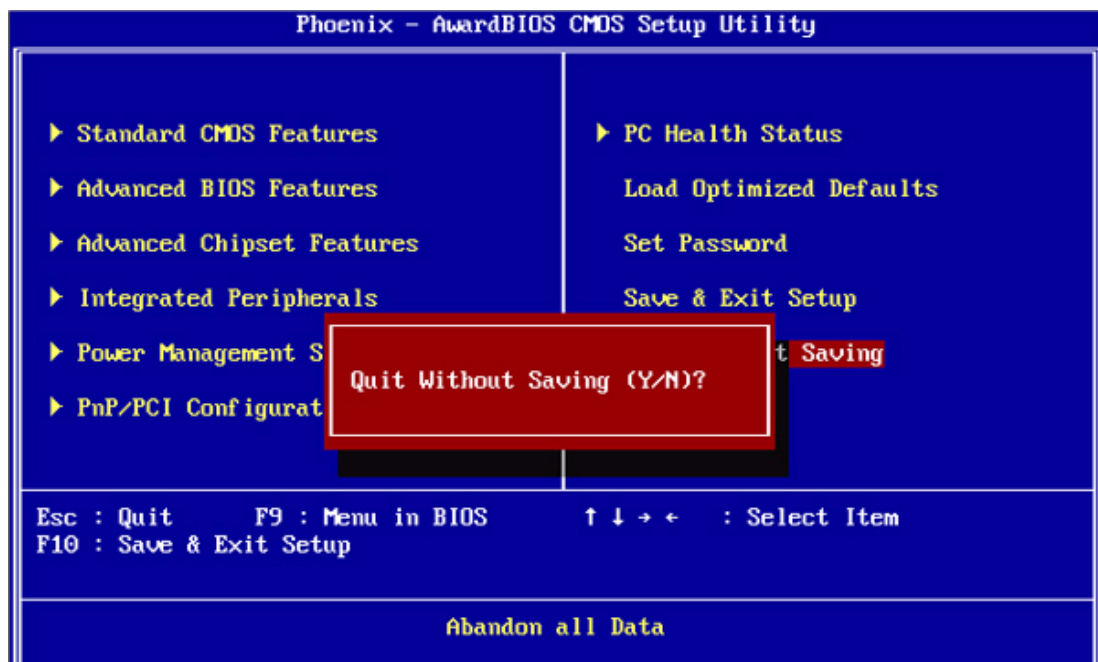 Phoenix - AwardBIOS CMOS Setup Utility
Standard CMOS Features
Advanced BIOS Features
Advanced Chipset Features
Integrated Peripherals
Power Management S
PnP/PCI Configurat
PC Health Status
Load Optimized Defaults
Set Password
Save & Exit Setup
t Saving
Quit Without Saving (Y/N)?
Esc : Quit F9 : Menu in BIOS ↑ ↓ → ← : Select Item
F10 : Save & Exit Setup
Abandon all Data